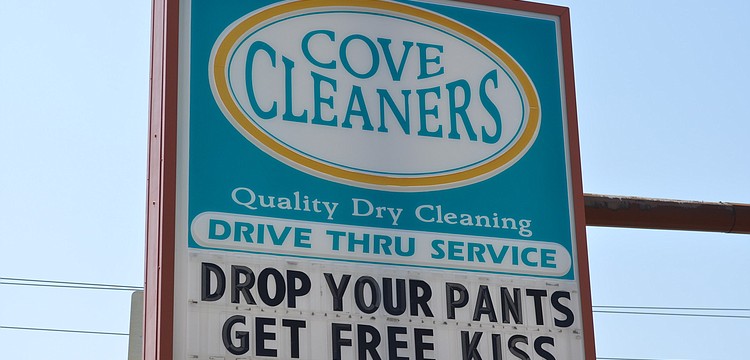 COVE
CLEANERS
Quality Dry Cleaning
DRIVE THRU SERVICE
DROP YOUR PANTS
GET FREE KISS